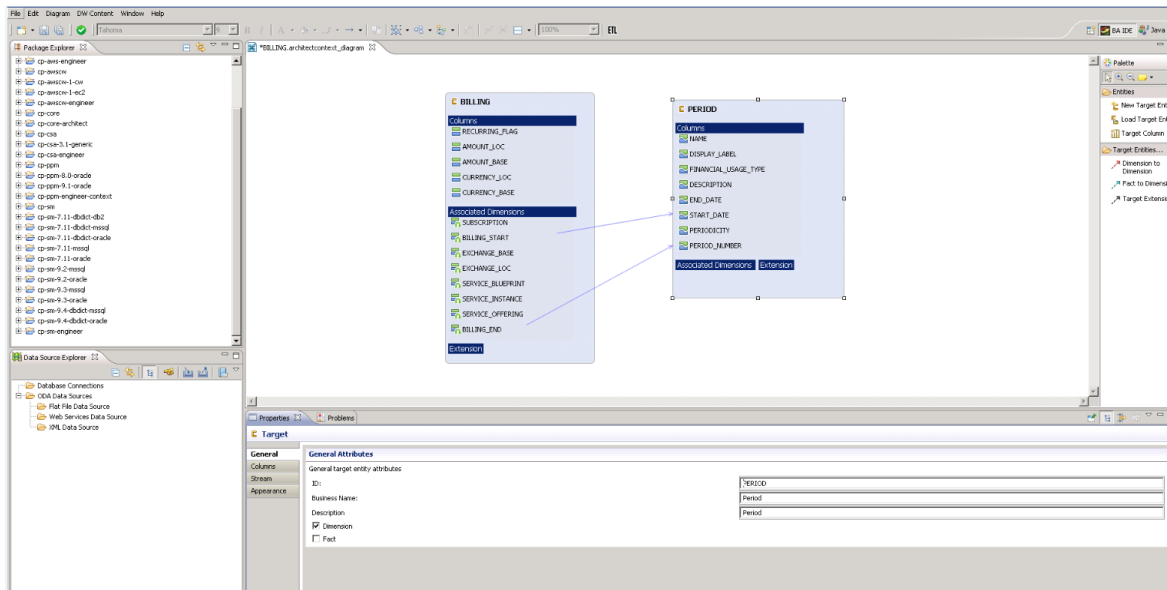 File Edit Diagram DW Content Window Help
Tahoma 9 B I A 100% ETL BA IDE Java
Package Explorer
cp-aws-engineer
cp-awscw
cp-awscw-1-cw
cp-awscw-1-ec2
cp-awscw-engineer
cp-core
cp-core-architect
cp-csa
cp-csa-3.1-generic
cp-csa-engineer
cp-ppm
cp-ppm-8.0-oracle
cp-ppm-9.1-oracle
cp-ppm-engineer-context
cp-sm
cp-sm-7.11-dbdict-db2
cp-sm-7.11-dbdict-mssql
cp-sm-7.11-dbdict-oracle
cp-sm-7.11-mssql
cp-sm-7.11-oracle
cp-sm-9.2-mssql
cp-sm-9.2-oracle
cp-sm-9.3-mssql
cp-sm-9.3-oracle
cp-sm-9.4-dbdict-mssql
cp-sm-9.4-dbdict-oracle
cp-sm-engineer
Data Source Explorer
Database Connections
ODA Data Sources
Flat File Data Source
Web Services Data Source
XML Data Source
*BILLING.architectcontext_diagram
BILLING
Columns
RECURRING_FLAG
AMOUNT_LOC
AMOUNT_BASE
CURRENCY_LOC
CURRENCY_BASE
Associated Dimensions
SUBSCRIPTION
BILLING_START
EXCHANGE_BASE
EXCHANGE_LOC
SERVICE_BLUEPRINT
SERVICE_INSTANCE
SERVICE_OFFERING
BILLING_END
Extension
PERIOD
Columns
NAME
DISPLAY_LABEL
FINANCIAL_USAGE_TYPE
DESCRIPTION
END_DATE
START_DATE
PERIODICITY
PERIOD_NUMBER
Associated Dimensions Extension
Palette
Entities
New Target Ent
Load Target En
Target Column
Target Entities...
Dimension to
Dimension
Fact to Dimens
Target Extensi
Properties Problems
Target
General
Columns
Stream
Appearance
General Attributes
General target entity attributes
ID: PERIOD
Business Name: Period
Description Period
Dimension
Fact